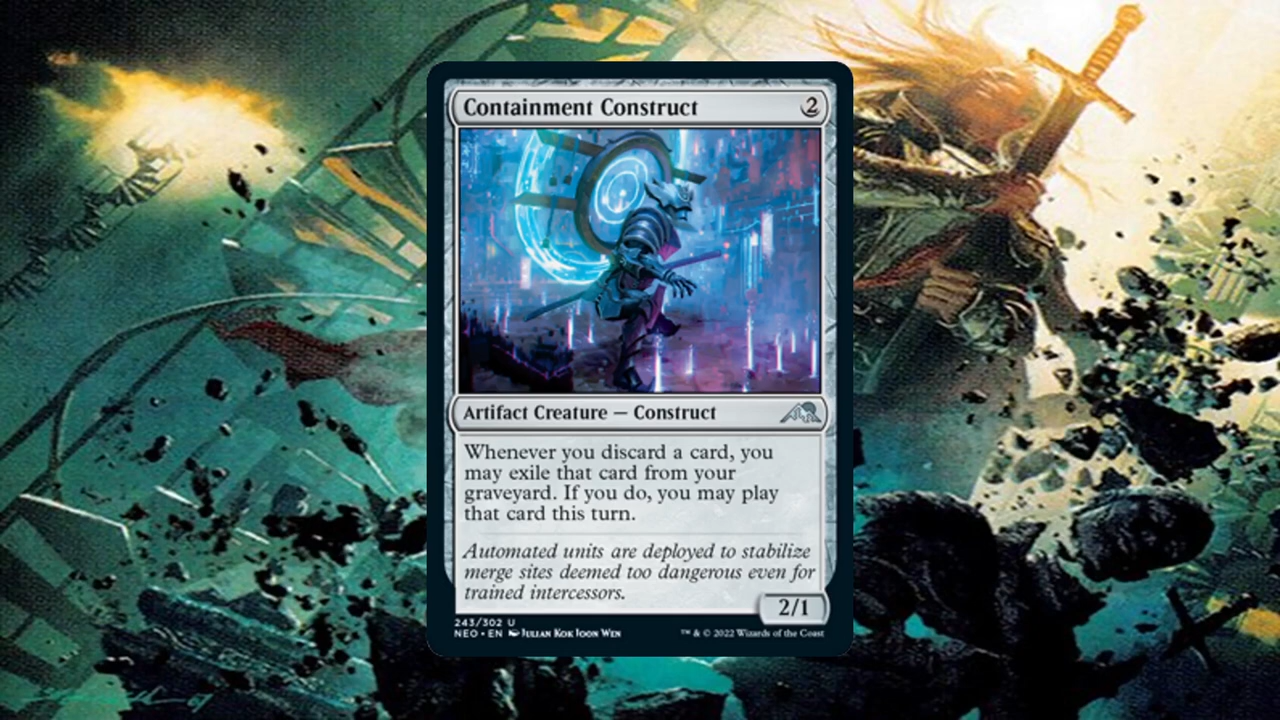 Containment Construct 2
Artifact Creature — Construct
Whenever you discard a card, you
may exile that card from your
graveyard. If you do, you may play
that card this turn.
Automated units are deployed to stabilize
merge sites deemed too dangerous even for
trained intercessors.
2/1
243/302 U
NEO • EN Julian Kok Joon Wen
™ & © 2022 Wizards of the Coast